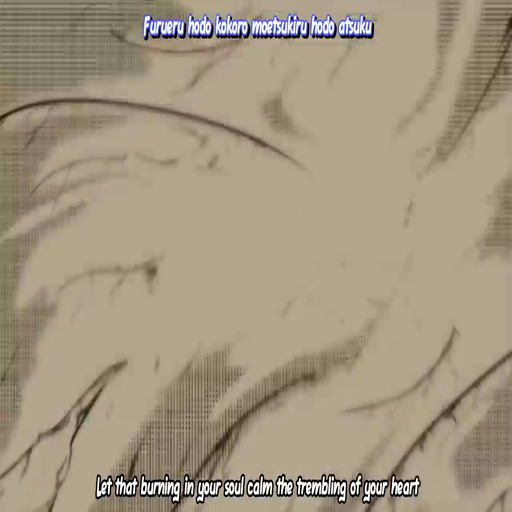 Furueru hodo kokoro moetsukiru hodo atsuku
Let that burning in your soul calm the trembling of your heart